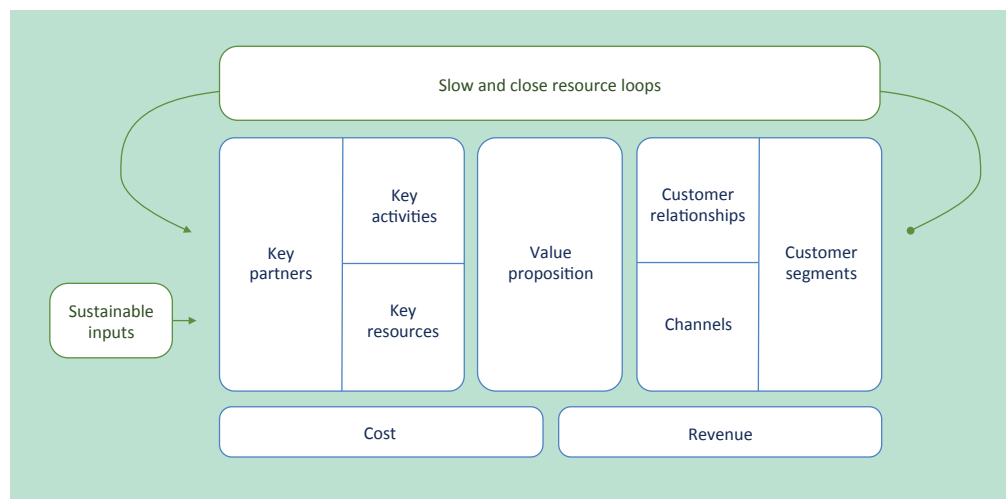 Slow and close resource loops
Key
partners
Key
activities
Key
resources
Value
proposition
Customer
relationships
Channels
Customer
segments
Sustainable
inputs
Cost
Revenue